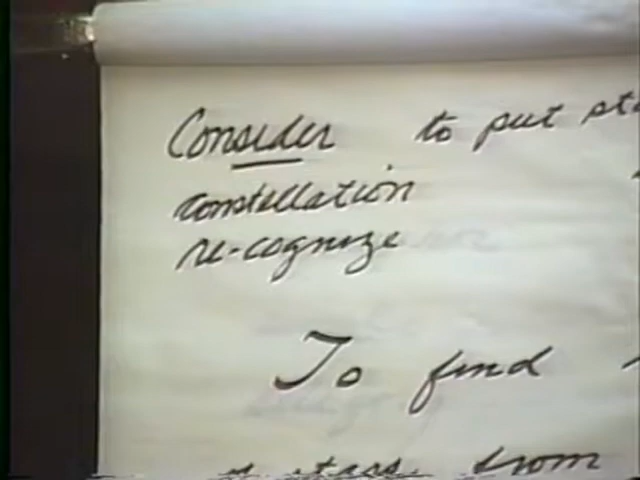 Consider to put
constellation
re-cognize
To find
stars from